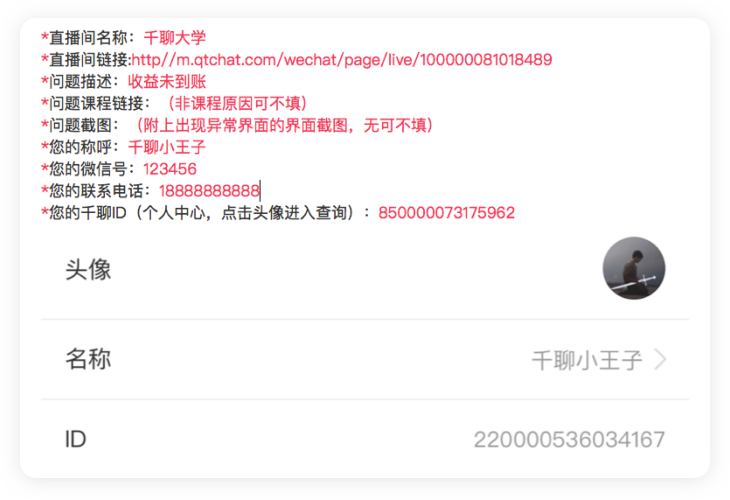 *直播间名称：千聊大学
*直播间链接:http//m.qtchat.com/wechat/page/live/100000081018489
*问题描述：收益未到账
*问题课程链接：（非课程原因可不填）
*问题截图：（附上出现异常界面的界面截图，无可不填）
*您的称呼：千聊小王子
*您的微信号：123456
*您的联系电话：18888888888
*您的千聊ID（个人中心，点击头像进入查询）：850000073175962
头像
名称 千聊小王子
ID 220000536034167